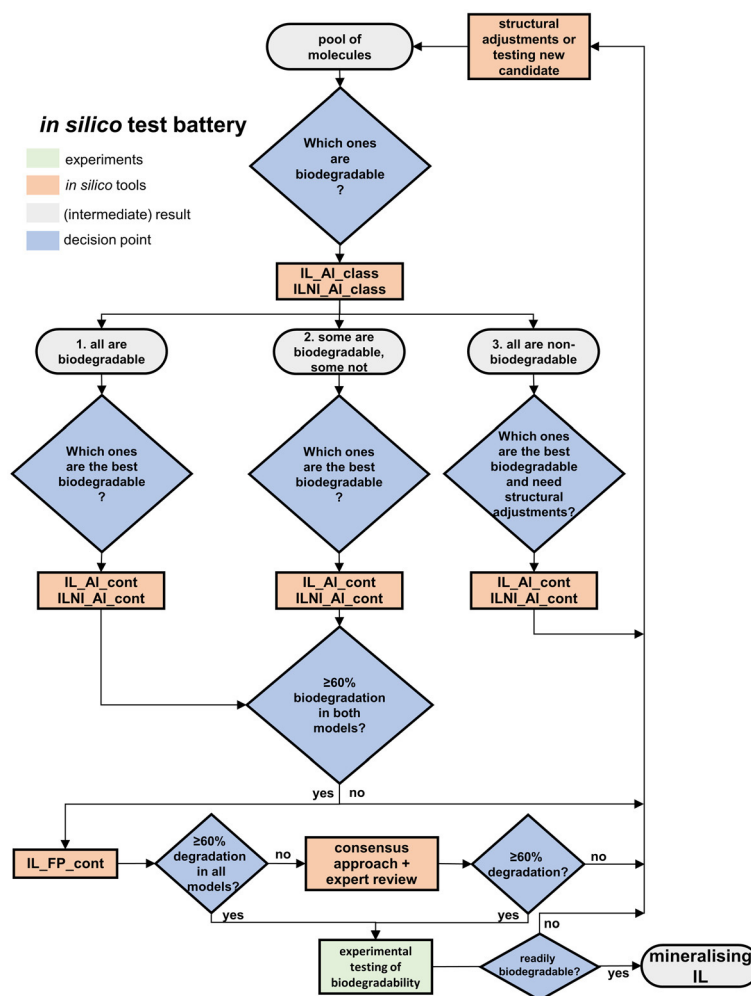 pool of
molecules
structural
adjustments or
testing new
candidate
in silico test battery
experiments
in silico tools
(intermediate) result
decision point
Which ones
are
biodegradable
?
IL_AI_class
ILNI_AI_class
1. all are
biodegradable
2. some are
biodegradable,
some not
3. all are non-
biodegradable
Which ones
are the best
biodegradable
?
Which ones
are the best
biodegradable
?
Which ones
are the best
biodegradable
and need
structural
adjustments?
IL_AI_cont
ILNI_AI_cont
IL_AI_cont
ILNI_AI_cont
IL_AI_cont
ILNI_AI_cont
≥60%
biodegradation
in both
models?
yes no
IL_FP_cont
≥60%
degradation
in all
models?
no
consensus
approach +
expert review
≥60%
degradation?
no
yes
yes
no
experimental
testing of
biodegradability
readily
biodegradable?
yes
mineralising
IL